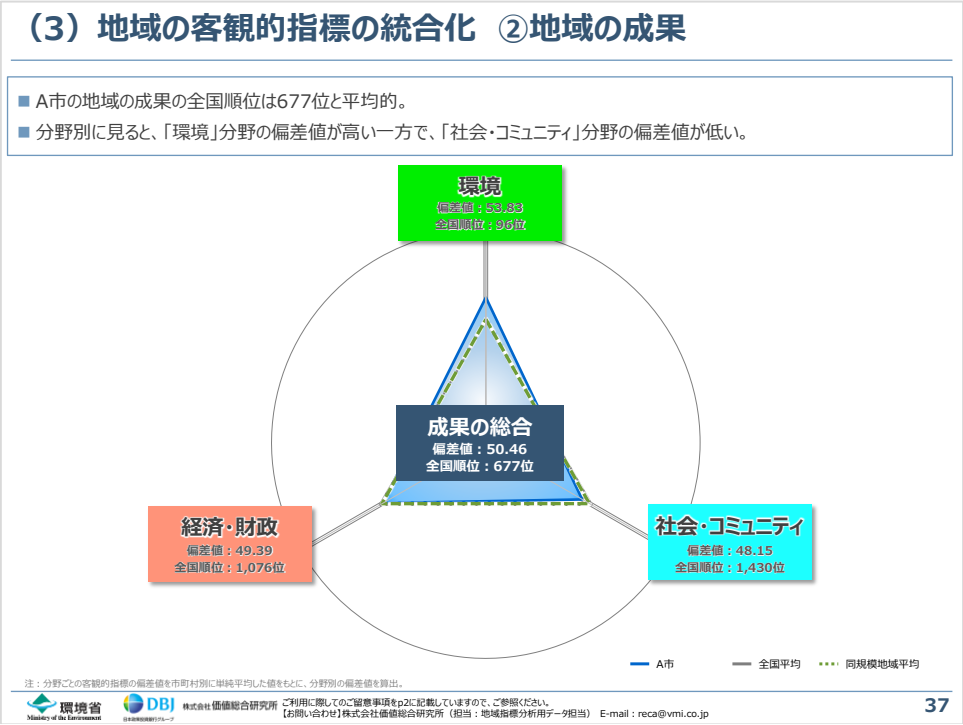 （3）地域の客観的指標の統合化 ②地域の成果
■ A市の地域の成果の全国順位は677位と平均的。
■ 分野別に見ると、「環境」分野の偏差値が高い一方で、「社会・コミュニティ」分野の偏差値が低い。
環境
偏差値：53.83
全国順位：96位
成果の総合
偏差値：50.46
全国順位：677位
経済・財政
偏差値：49.39
全国順位：1,076位
社会・コミュニティ
偏差値：48.15
全国順位：1,430位
A市 全国平均 同規模地域平均
注：分野ごとの客観的指標の偏差値を市町村別に単純平均した値をもとに、分野別の偏差値を算出。
環境省
Ministry of the Environment
DBJ
日本政策投資銀行グループ
株式会社価値総合研究所
ご利用に際してのご留意事項をp2に記載していますので、ご参照ください。
【お問い合わせ】株式会社価値総合研究所（担当：地域指標分析用データ担当） E-mail：reca@vmi.co.jp
37